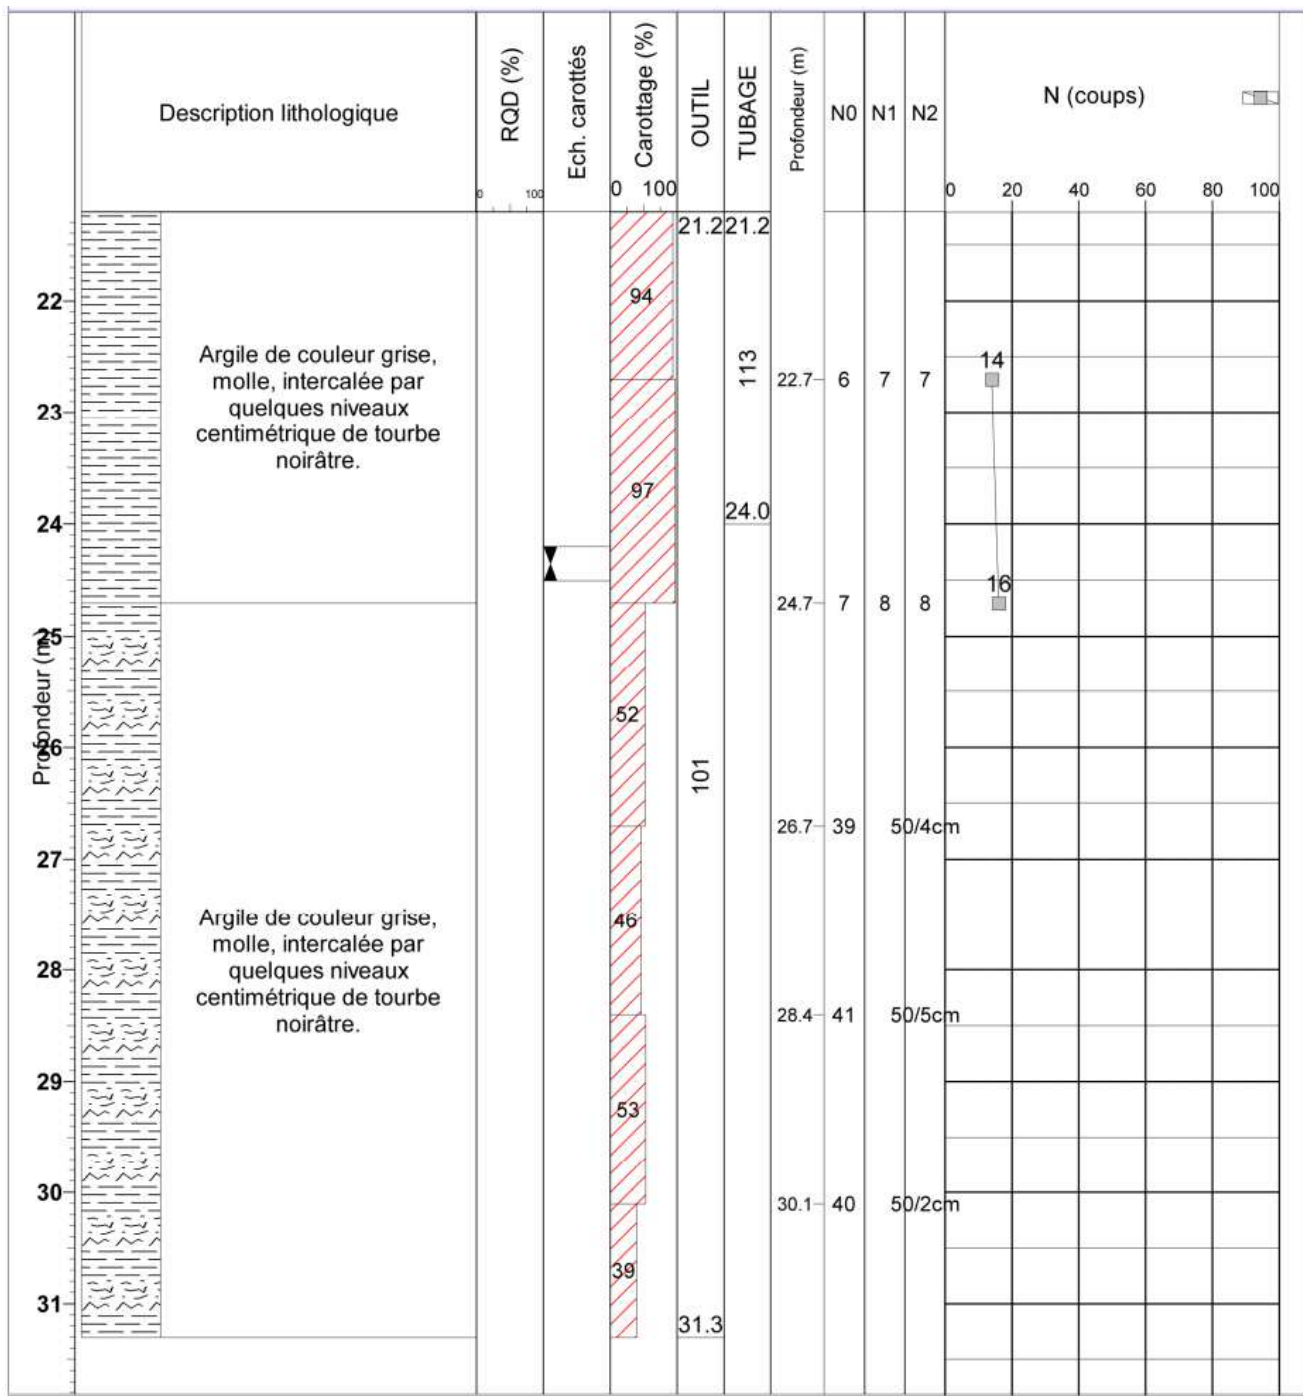 Description lithologique
RQD (%)
0 100
Ech. carottés
Carottage (%)
0 100
OUTIL
TUBAGE
Profondeur (m)
N0
N1
N2
N (coups)
0 20 40 60 80 100
Profondeur (m)
22
23
24
25
26
27
28
29
30
31
Argile de couleur grise,
molle, intercalée par
quelques niveaux
centimétrique de tourbe
noirâtre.
Argile de couleur grise,
molle, intercalée par
quelques niveaux
centimétrique de tourbe
noirâtre.
94
97
52
46
53
39
21.2
101
31.3
21.2
113
24.0
22.7 6 7 7
24.7 7 8 8
26.7 39 50/4cm
28.4 41 50/5cm
30.1 40 50/2cm
14
16